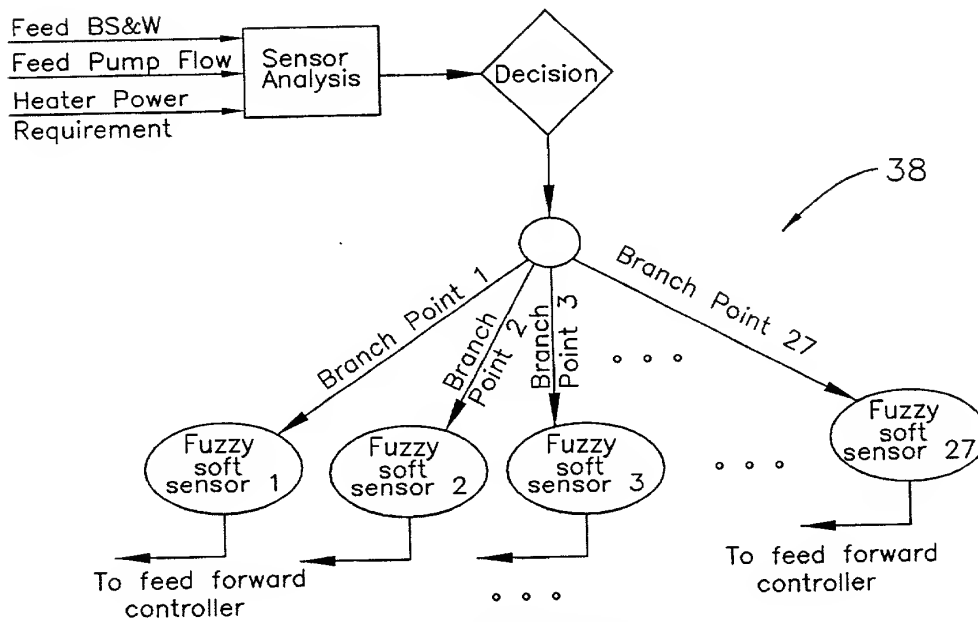 Feed BS&W
Feed Pump Flow
Heater Power
Requirement
Sensor
Analysis
Decision
38
Branch Point 1
Branch
Point 2
Branch
Point 3
Branch Point 27
Fuzzy
soft
sensor 1
Fuzzy
soft
sensor 2
Fuzzy
soft
sensor 3
Fuzzy
soft
sensor 27
To feed forward
controller
To feed forward
controller